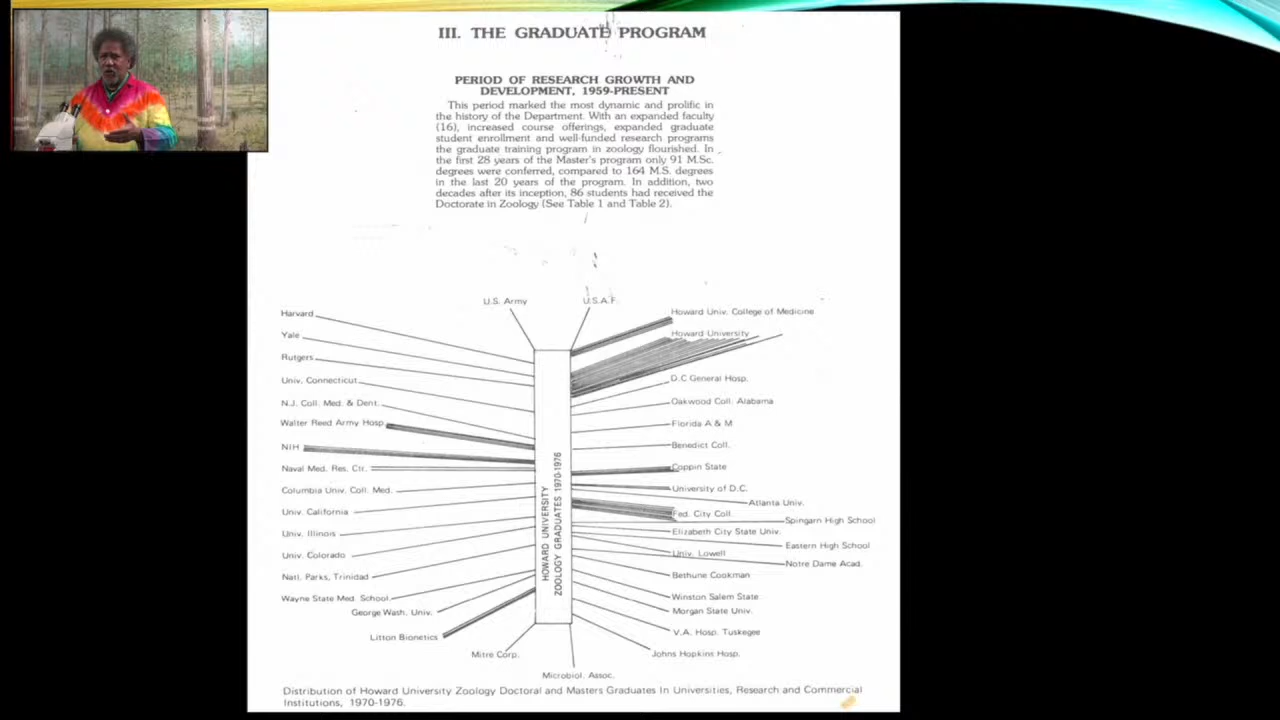 III. THE GRADUATE PROGRAM
PERIOD OF RESEARCH GROWTH AND
DEVELOPMENT, 1959-PRESENT
This period marked the most dynamic and prolific in
the history of the Department. With an expanded faculty
(16), increased course offerings, expanded graduate
student enrollment and well-funded research programs
the graduate training program in zoology flourished. In
the first 28 years of the Master's program only 91 M.Sc.
degrees were conferred, compared to 164 M.S. degrees
in the last 20 years of the program. In addition, two
decades after its inception, 86 students had received the
Doctorate in Zoology (See Table 1 and Table 2).
U.S. Army
U.S.A.F.
Harvard
Yale
Rutgers
Univ. Connecticut
N.J. Coll. Med. & Dent.
Walter Reed Army Hosp.
NIH
Naval Med. Res. Ctr.
Columbia Univ. Coll. Med.
Univ. California
Univ. Illinois
Univ. Colorado
Natl. Parks, Trinidad
Wayne State Med. School
George Wash. Univ.
Litton Bionetics
Mitre Corp.
Microbiol. Assoc.
HOWARD UNIVERSITY
ZOOLOGY GRADUATES 1970-1976
Howard Univ. College of Medicine
Howard University
D.C General Hosp.
Oakwood Coll. Alabama
Florida A & M
Benedict Coll.
Coppin State
University of D.C.
Atlanta Univ.
Fed. City Coll.
Spingarn High School
Elizabeth City State Univ.
Eastern High School
Univ. Lowell
Notre Dame Acad.
Bethune Cookman
Winston Salem State
Morgan State Univ.
V.A. Hosp. Tuskegee
Johns Hopkins Hosp.
Distribution of Howard University Zoology Doctoral and Masters Graduates In Universities, Research and Commercial
Institutions, 1970-1976.